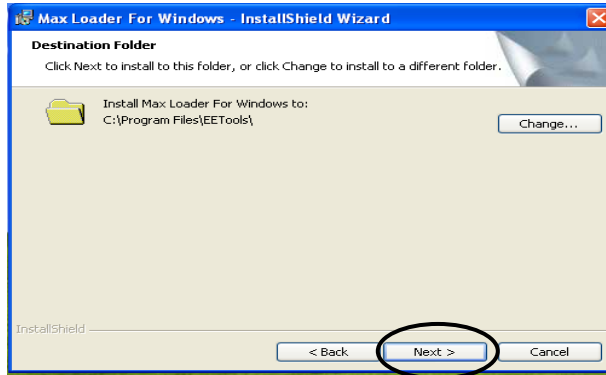 Max Loader For Windows - InstallShield Wizard
Destination Folder
Click Next to install to this folder, or click Change to install to a different folder.
Install Max Loader For Windows to:
C:\Program Files\EETools\
Change...
InstallShield
< Back
Next >
Cancel